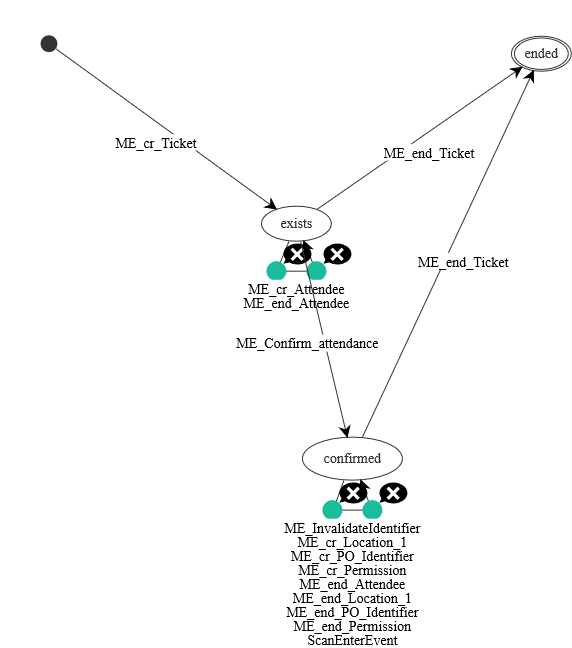 ended
ME_cr_Ticket
ME_end_Ticket
exists
ME_end_Ticket
ME_cr_Attendee
ME_end_Attendee
ME_Confirm_attendance
confirmed
ME_InvalidateIdentifier
ME_cr_Location_1
ME_cr_PO_Identifier
ME_cr_Permission
ME_end_Attendee
ME_end_Location_1
ME_end_PO_Identifier
ME_end_Permission
ScanEnterEvent